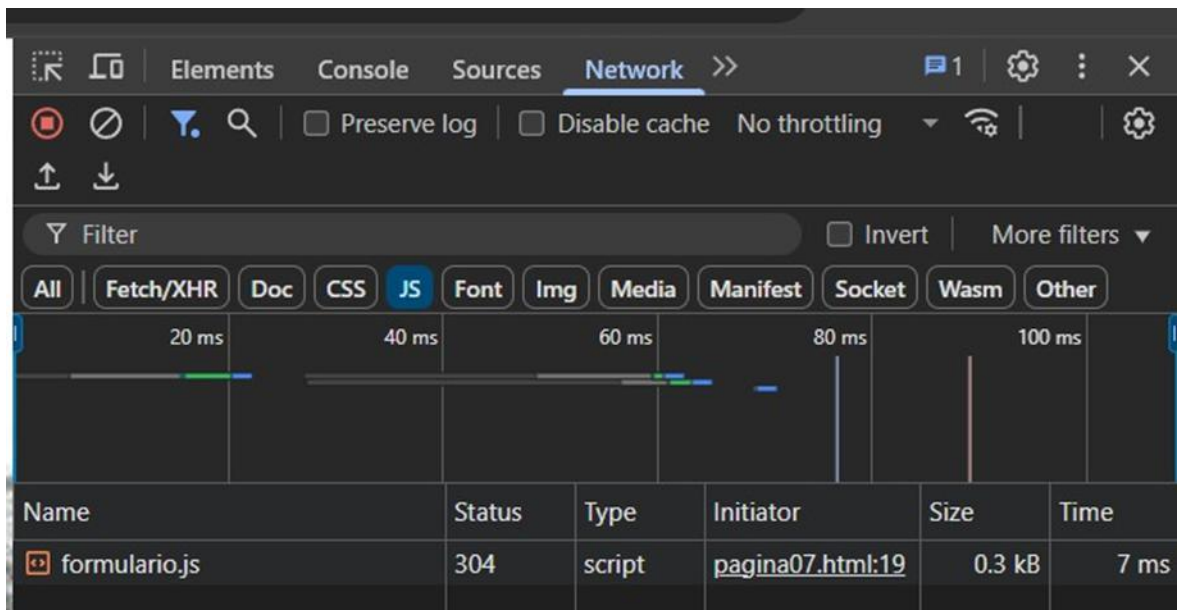 Elements Console Sources Network 1
Preserve log Disable cache No throttling
Filter Invert More filters
All Fetch/XHR Doc CSS JS Font Img Media Manifest Socket Wasm Other
20 ms 40 ms 60 ms 80 ms 100 ms
Name Status Type Initiator Size Time
formulario.js 304 script pagina07.html:19 0.3 kB 7 ms